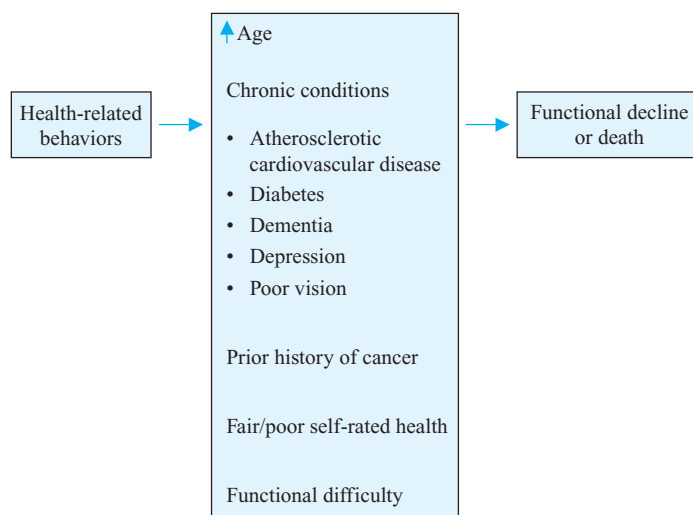 Age
Chronic conditions
Health-related
behaviors
• Atherosclerotic
cardiovascular disease
• Diabetes
• Dementia
• Depression
• Poor vision
Prior history of cancer
Fair/poor self-rated health
Functional difficulty
Functional decline
or death